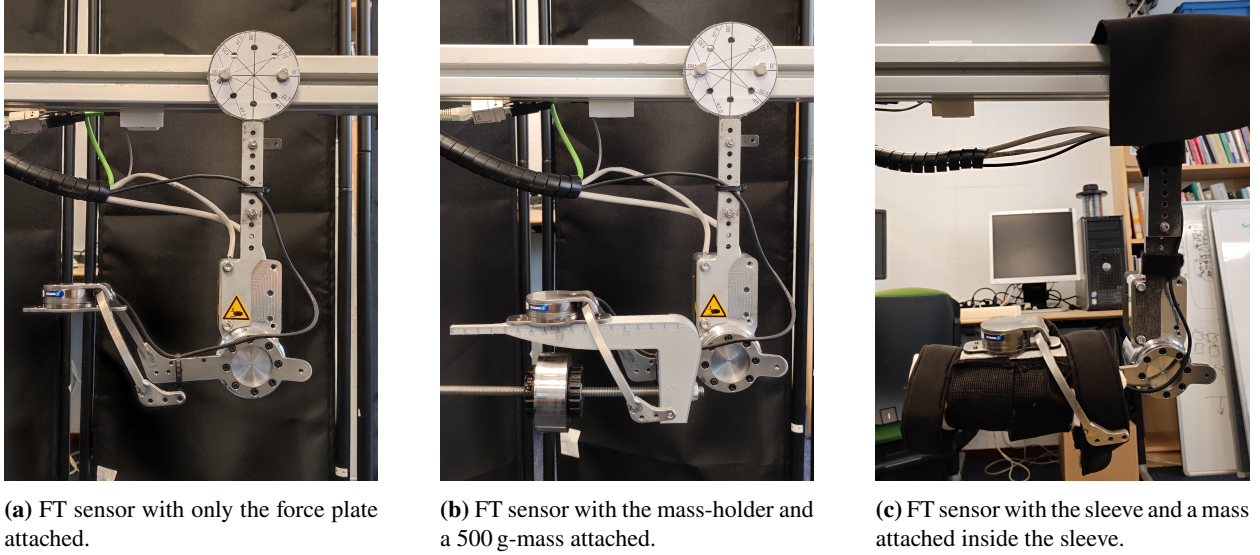 (a) FT sensor with only the force plate
attached.
(b) FT sensor with the mass-holder and
a 500 g-mass attached.
(c) FT sensor with the sleeve and a mass
attached inside the sleeve.